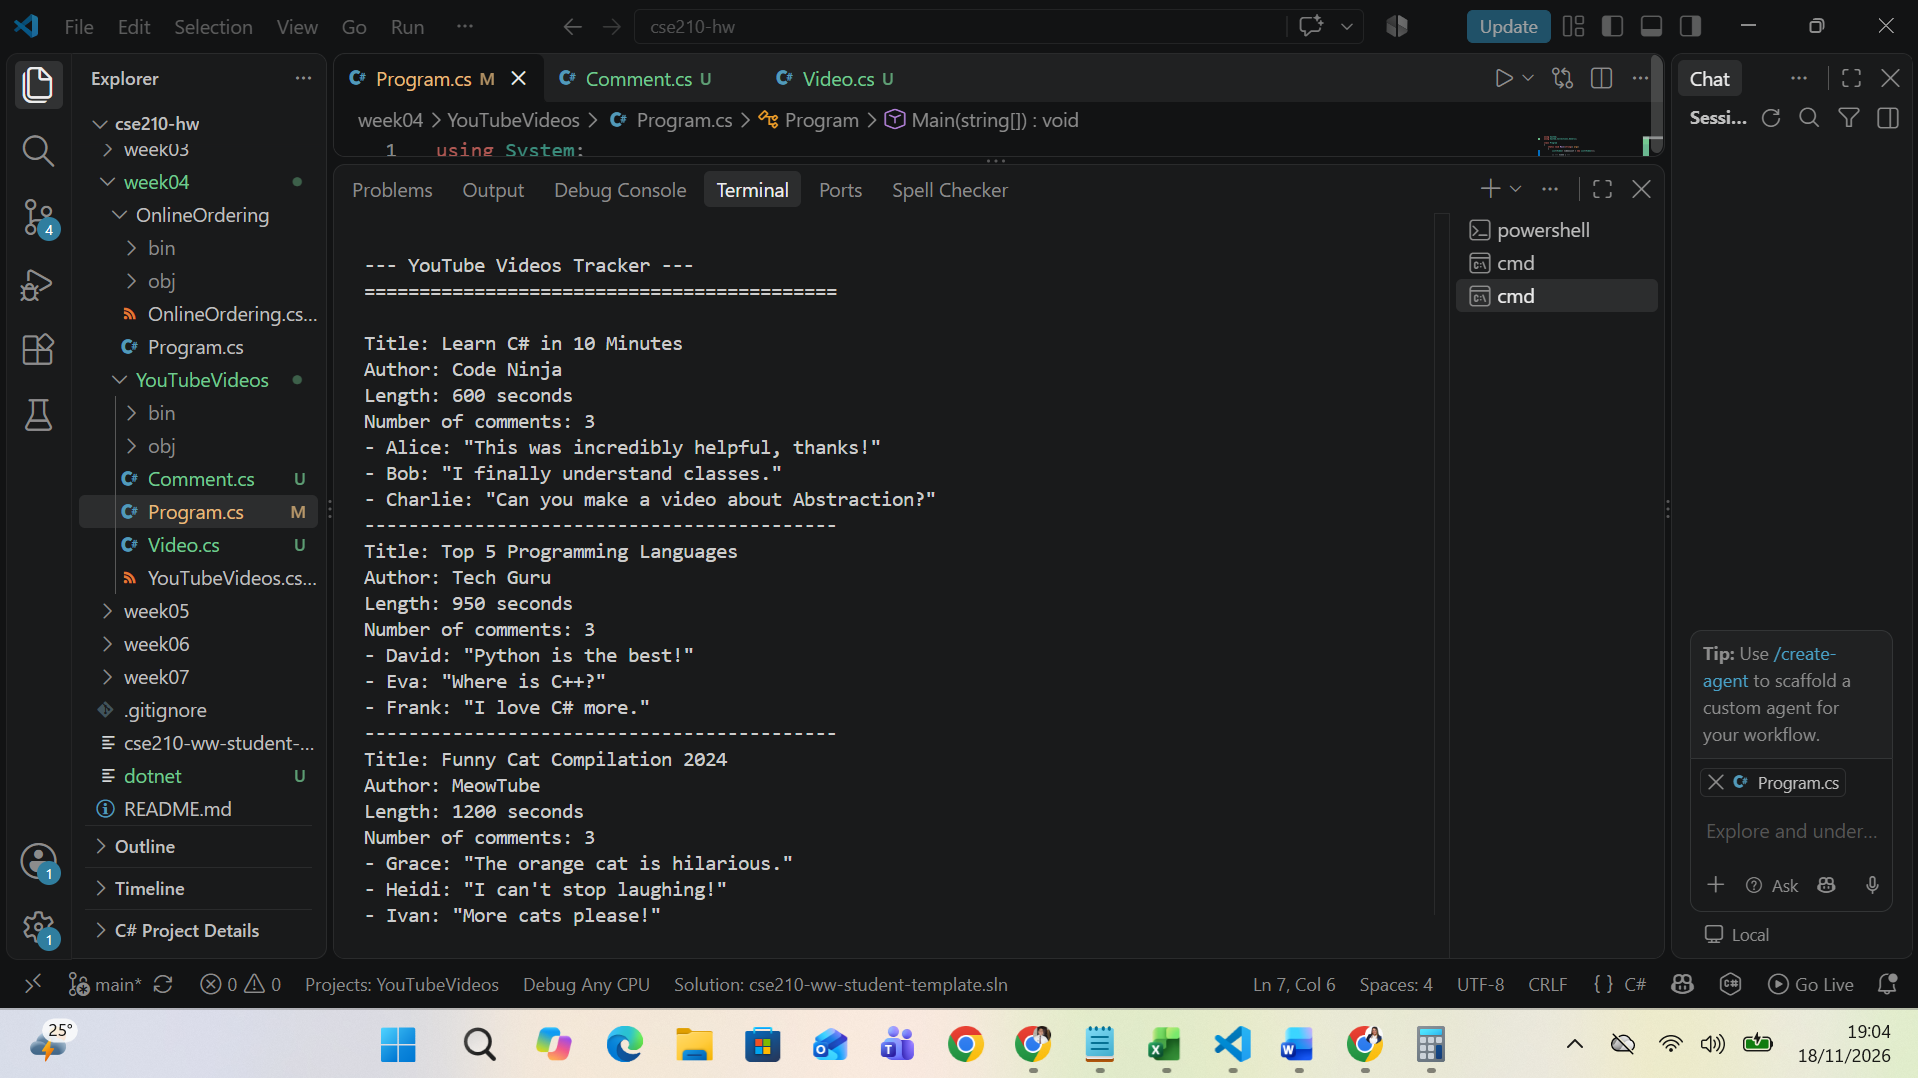 File Edit Selection View Go Run ···
cse210-hw
Update
Explorer
cse210-hw
week03
week04
OnlineOrdering
bin
obj
OnlineOrdering.cs...
C# Program.cs
YouTubeVideos
bin
obj
C# Comment.cs U
C# Program.cs M
C# Video.cs U
YouTubeVideos.cs...
week05
week06
week07
.gitignore
cse210-ww-student-...
dotnet U
README.md
Outline
Timeline
C# Project Details
4
1
1
C# Program.cs M
C# Comment.cs U
C# Video.cs U
week04 > YouTubeVideos > C# Program.cs > Program > Main(string[]) : void
1 using System;
Problems Output Debug Console Terminal Ports Spell Checker
--- YouTube Videos Tracker ---
===========================================
Title: Learn C# in 10 Minutes
Author: Code Ninja
Length: 600 seconds
Number of comments: 3
- Alice: "This was incredibly helpful, thanks!"
- Bob: "I finally understand classes."
- Charlie: "Can you make a video about Abstraction?"
-------------------------------------------
Title: Top 5 Programming Languages
Author: Tech Guru
Length: 950 seconds
Number of comments: 3
- David: "Python is the best!"
- Eva: "Where is C++?"
- Frank: "I love C# more."
-------------------------------------------
Title: Funny Cat Compilation 2024
Author: MeowTube
Length: 1200 seconds
Number of comments: 3
- Grace: "The orange cat is hilarious."
- Heidi: "I can't stop laughing!"
- Ivan: "More cats please!"
powershell
cmd
cmd
Chat
Sessi...
Tip: Use /create-
agent to scaffold a
custom agent for
your workflow.
C# Program.cs
Explore and under...
Ask
Local
main* 0 0 Projects: YouTubeVideos Debug Any CPU Solution: cse210-ww-student-template.sln
Ln 7, Col 6 Spaces: 4 UTF-8 CRLF { } C# Go Live
25°
19:04
18/11/2026